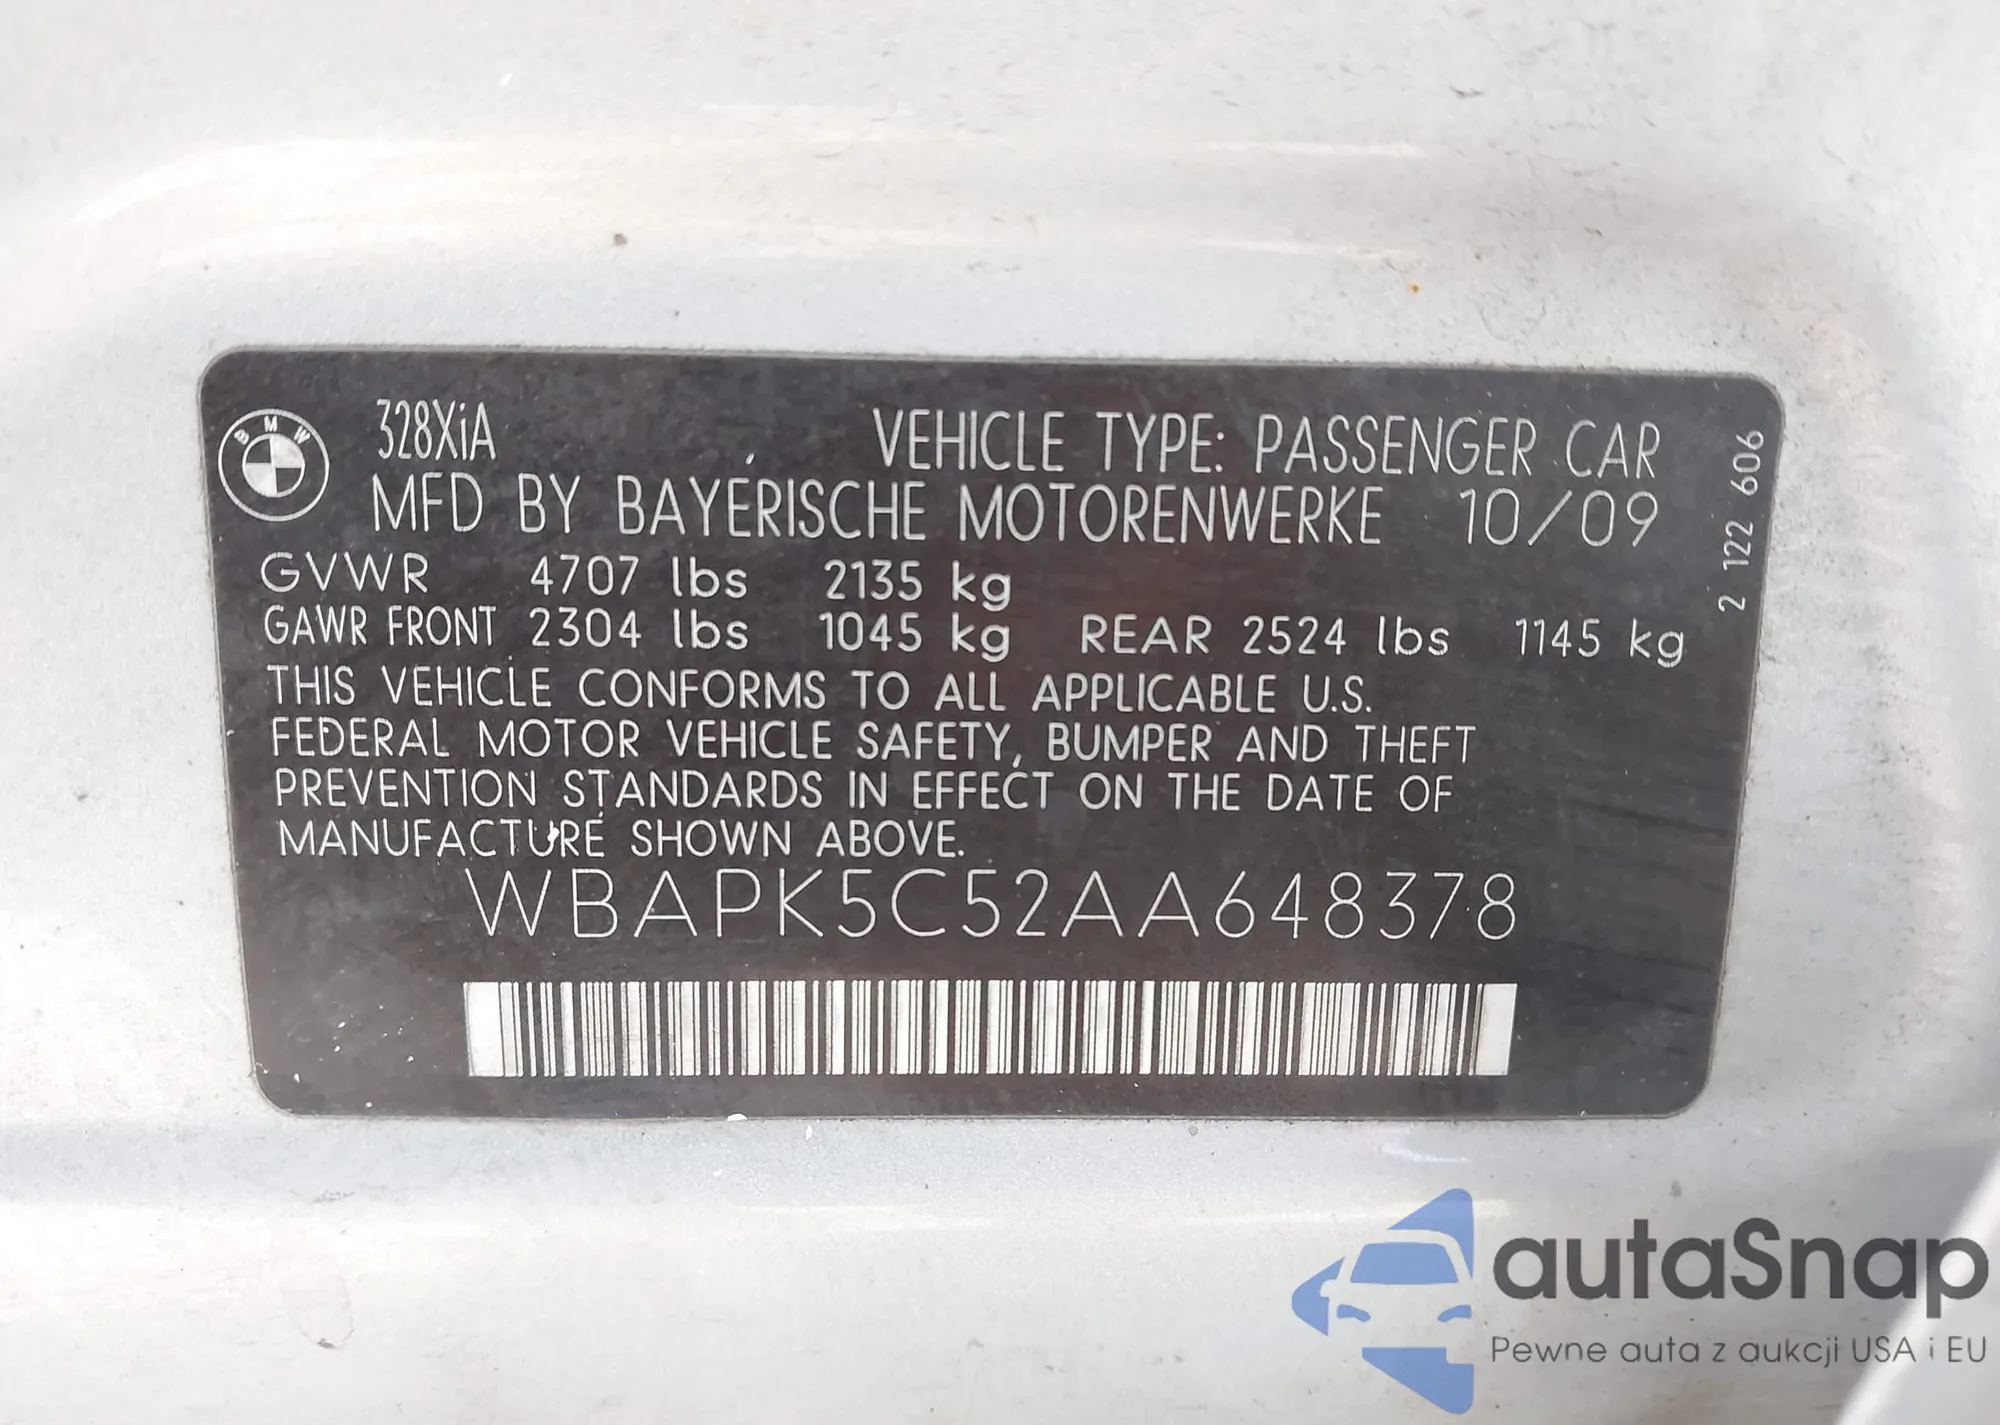 BMW
328XiA
VEHICLE TYPE: PASSENGER CAR
MFD BY BAYERISCHE MOTORENWERKE 10/09
GVWR 4707 lbs 2135 kg
GAWR FRONT 2304 lbs 1045 kg REAR 2524 lbs 1145 kg
THIS VEHICLE CONFORMS TO ALL APPLICABLE U.S.
FEDERAL MOTOR VEHICLE SAFETY, BUMPER AND THEFT
PREVENTION STANDARDS IN EFFECT ON THE DATE OF
MANUFACTURE SHOWN ABOVE.
WBAPK5C52AA648378
2 122 606
autaSnap
Pewne auta z aukcji USA i EU